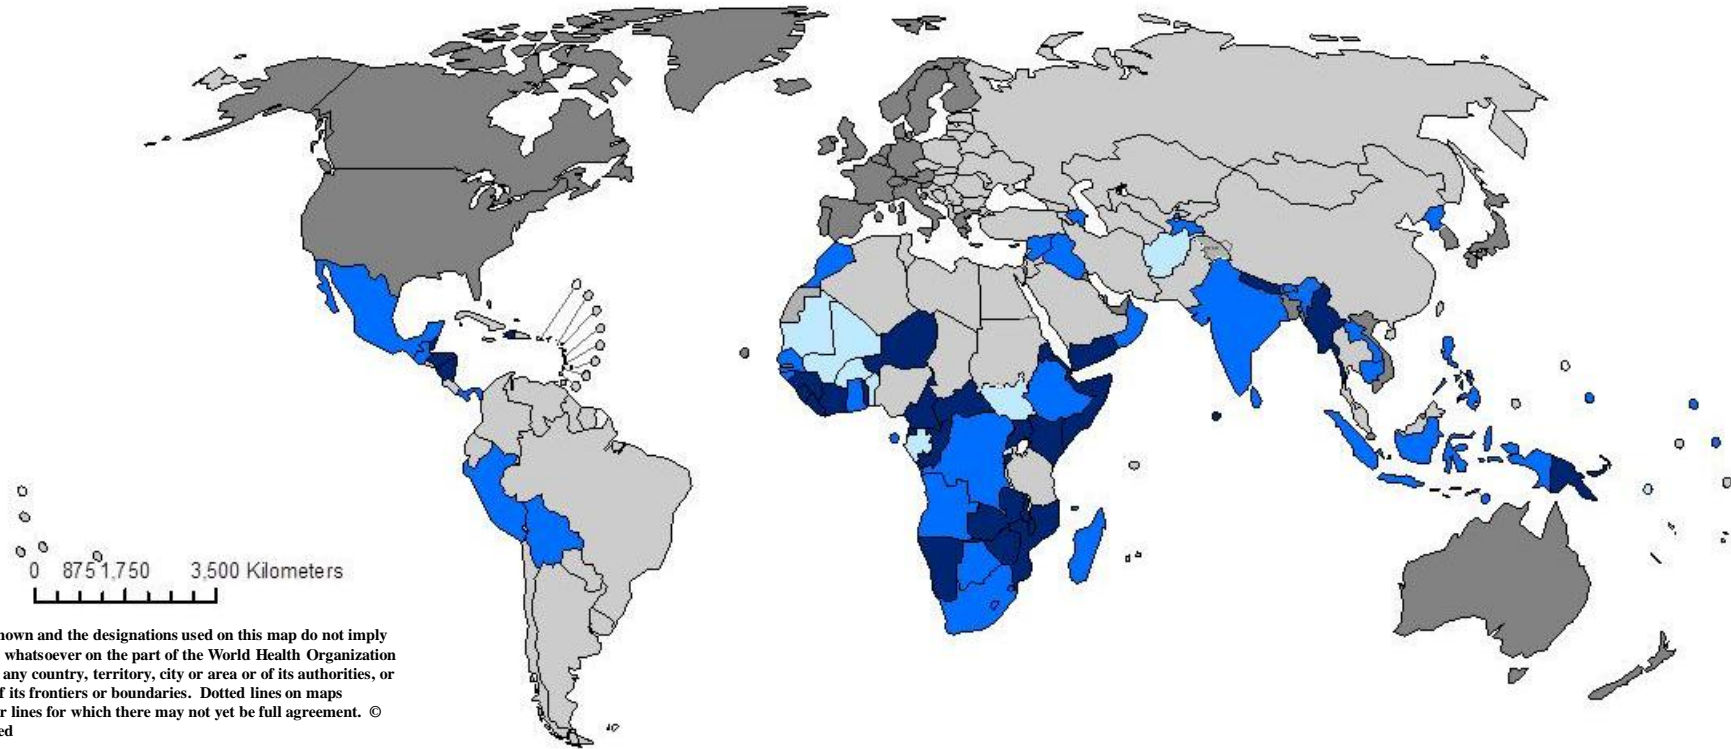 0 875 1,750 3,500 Kilometers
hown and the designations used on this map do not imply
whatsoever on the part of the World Health Organization
any country, territory, city or area or of its authorities, or
f its frontiers or boundaries. Dotted lines on maps
r lines for which there may not yet be full agreement. ©
ed